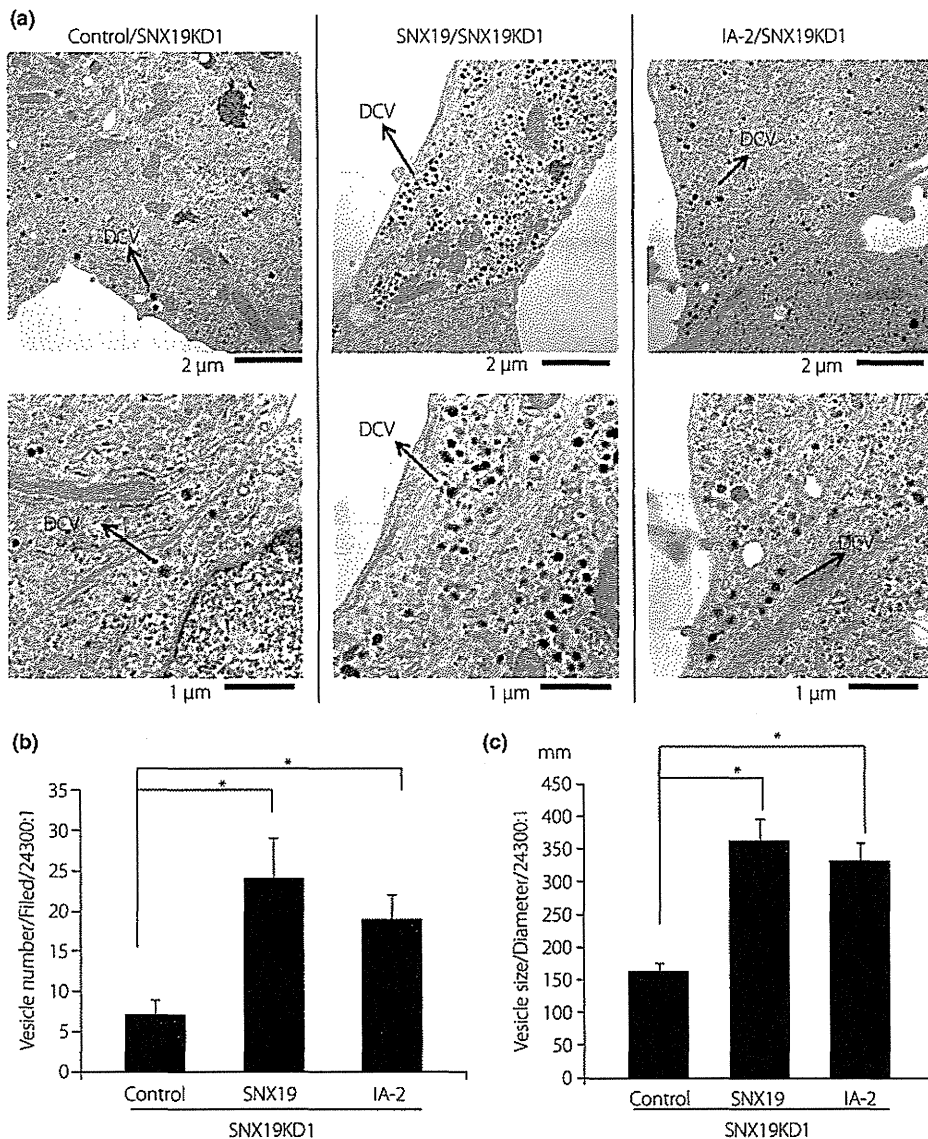 (a)
Control/SNX19KD1
SNX19/SNX19KD1
IA-2/SNX19KD1
DCV
DCV
DCV
2 μm
2 μm
2 μm
DCV
DCV
DCV
1 μm
1 μm
1 μm
(b)
Vesicle number/Filed/24300:1
35
30
25
20
15
10
5
0
*
*
Control
SNX19
IA-2
SNX19KD1
(c)
mm
Vesicle size/Diameter/24300:1
450
400
350
300
250
200
150
100
50
0
*
*
Control
SNX19
IA-2
SNX19KD1